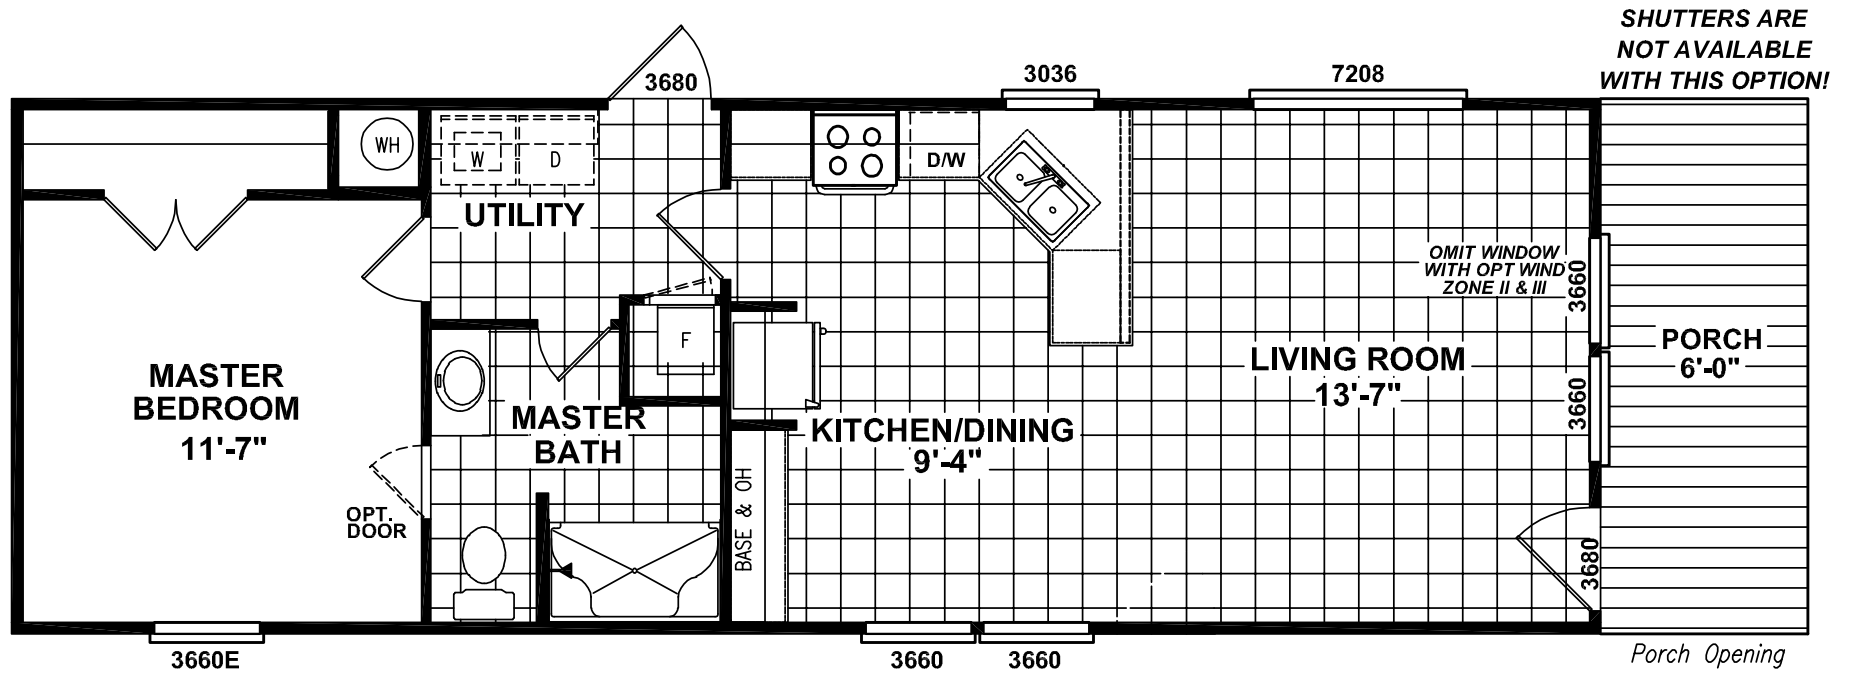 SHUTTERS ARE
NOT AVAILABLE
WITH THIS OPTION!
3680
3036
7208
WH
W
D
D/W
UTILITY
OMIT WINDOW
WITH OPT WIND
ZONE II & III
3660
F
PORCH
6'-0"
LIVING ROOM
13'-7"
MASTER
BEDROOM
11'-7"
3660
MASTER
BATH
KITCHEN/DINING
9'-4"
BASE & OH
OPT.
DOOR
3680
3660E
3660
3660
Porch Opening